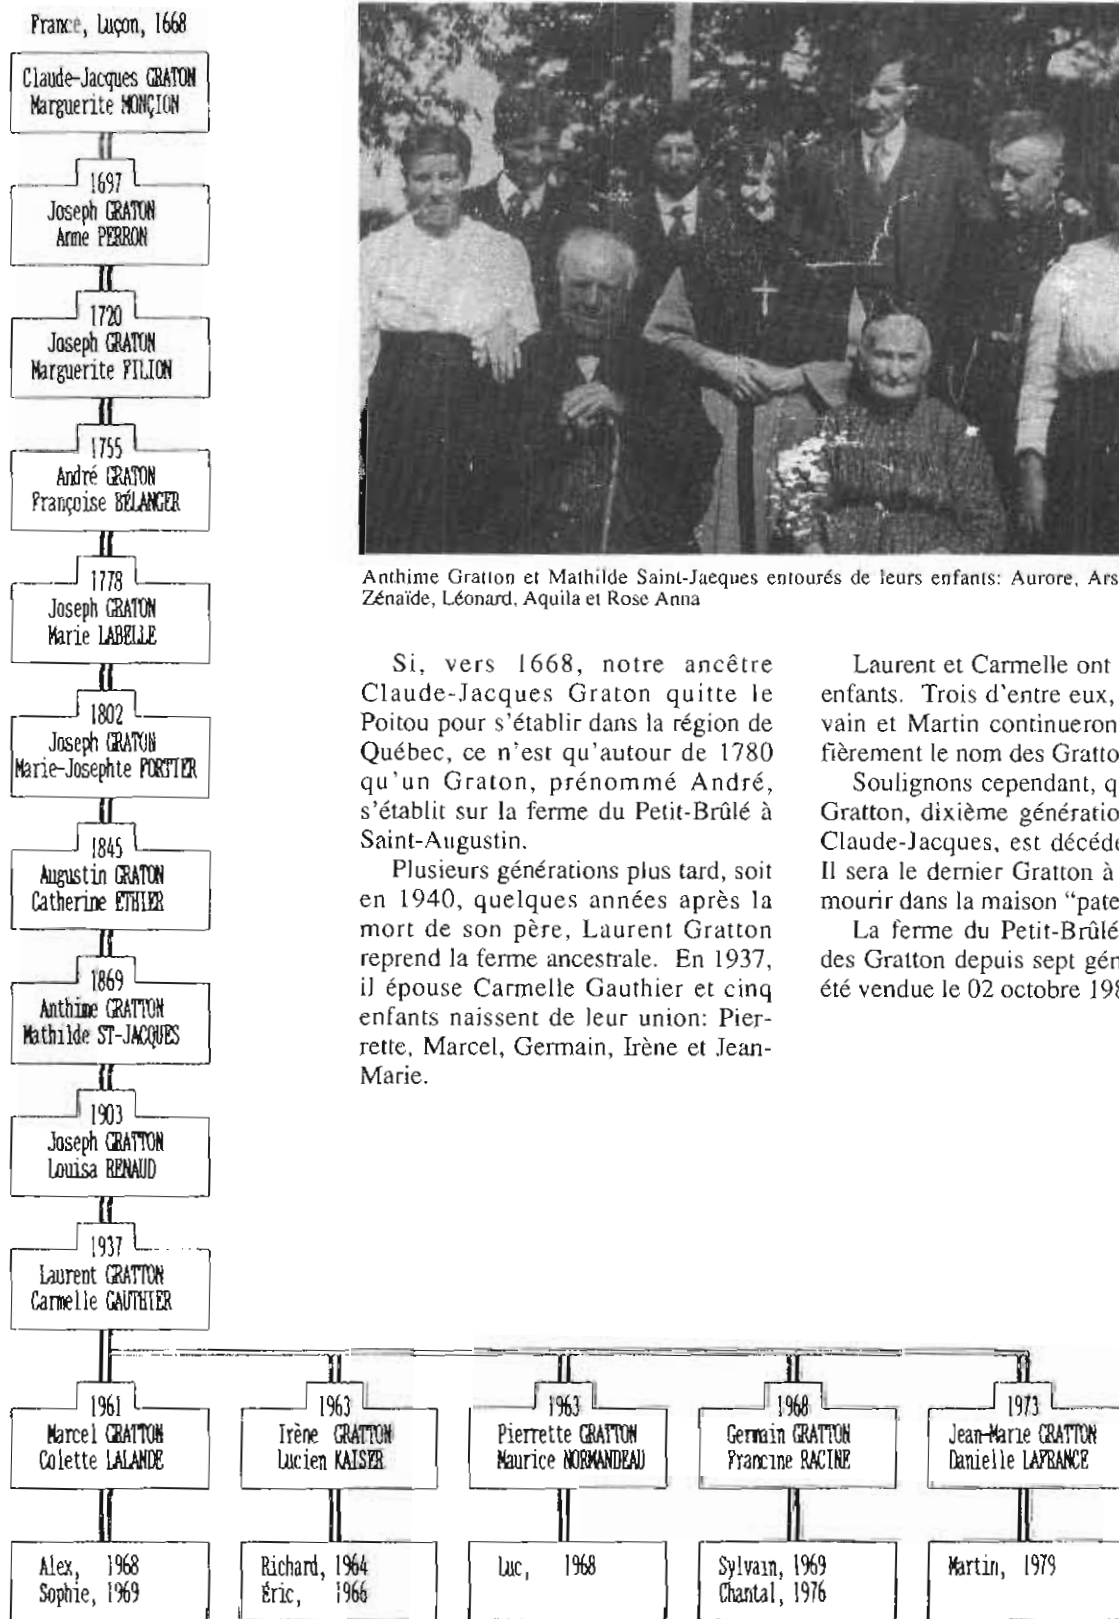 France, Luçon, 1668
Claude-Jacques GRATON
Marguerite MONÇION
1697
Joseph GRATON
Anne PERRON
1720
Joseph GRATON
Marguerite FILION
1755
André GRATON
Françoise BÉLANGER
1778
Joseph GRATON
Marie LABELLE
1802
Joseph GRATON
Marie-Josephte FORTIER
1845
Augustin GRATON
Catherine ETHIER
1869
Anthime GRATTON
Mathilde ST-JACQUES
1903
Joseph GRATTON
Louisa RENAUD
1937
Laurent GRATTON
Carmelle GAUTHIER
Anthime Gratton et Mathilde Saint-Jacques entourés de leurs enfants: Aurore, Ars
Zénaïde, Léonard, Aquila et Rose Anna
Si, vers 1668, notre ancêtre
Claude-Jacques Graton quitte le
Poitou pour s'établir dans la région de
Québec, ce n'est qu'autour de 1780
qu'un Graton, prénommé André,
s'établit sur la ferme du Petit-Brûlé à
Saint-Augustin.
Plusieurs générations plus tard, soit
en 1940, quelques années après la
mort de son père, Laurent Gratton
reprend la ferme ancestrale. En 1937,
il épouse Carmelle Gauthier et cinq
enfants naissent de leur union: Pier-
rette, Marcel, Germain, Irène et Jean-
Marie.
Laurent et Carmelle ont
enfants. Trois d'entre eux,
vain et Martin continueron
fièrement le nom des Gratto
Soulignons cependant, q
Gratton, dixième génératio
Claude-Jacques, est décéde
Il sera le dernier Gratton à
mourir dans la maison "pate
La ferme du Petit-Brûlé
des Gratton depuis sept gén
été vendue le 02 octobre 198
1961
Marcel GRATTON
Colette LALANDE
1963
Irène GRATTON
Lucien KAISER
1963
Pierrette GRATTON
Maurice NORMANDEAU
1968
Germain GRATTON
Francine RACINE
1973
Jean-Marie GRATTON
Danielle LAFRANCE
Alex, 1968
Sophie, 1969
Richard, 1964
Éric, 1966
Luc, 1968
Sylvain, 1969
Chantal, 1976
Martin, 1979